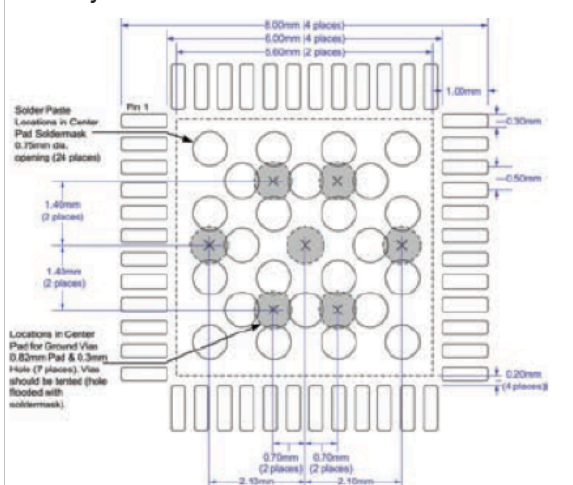 8.00mm (4 places)
6.00mm (4 places)
5.60mm (2 places)
1.00mm
Solder Paste
Locations in Center
Pad Soldermask
0.75mm dia.
opening (24 places)
Pin 1
0.30mm
0.50mm
1.40mm
(2 places)
1.40mm
(2 places)
Locations in Center
Pad for Ground Vias
0.82mm Pad & 0.3mm
Hole (7 places). Vias
should be tented (hole
flooded with
soldermask).
0.20mm
(4 places)
0.70mm
(2 places)
0.70mm
(2 places)
2.10mm
2.10mm